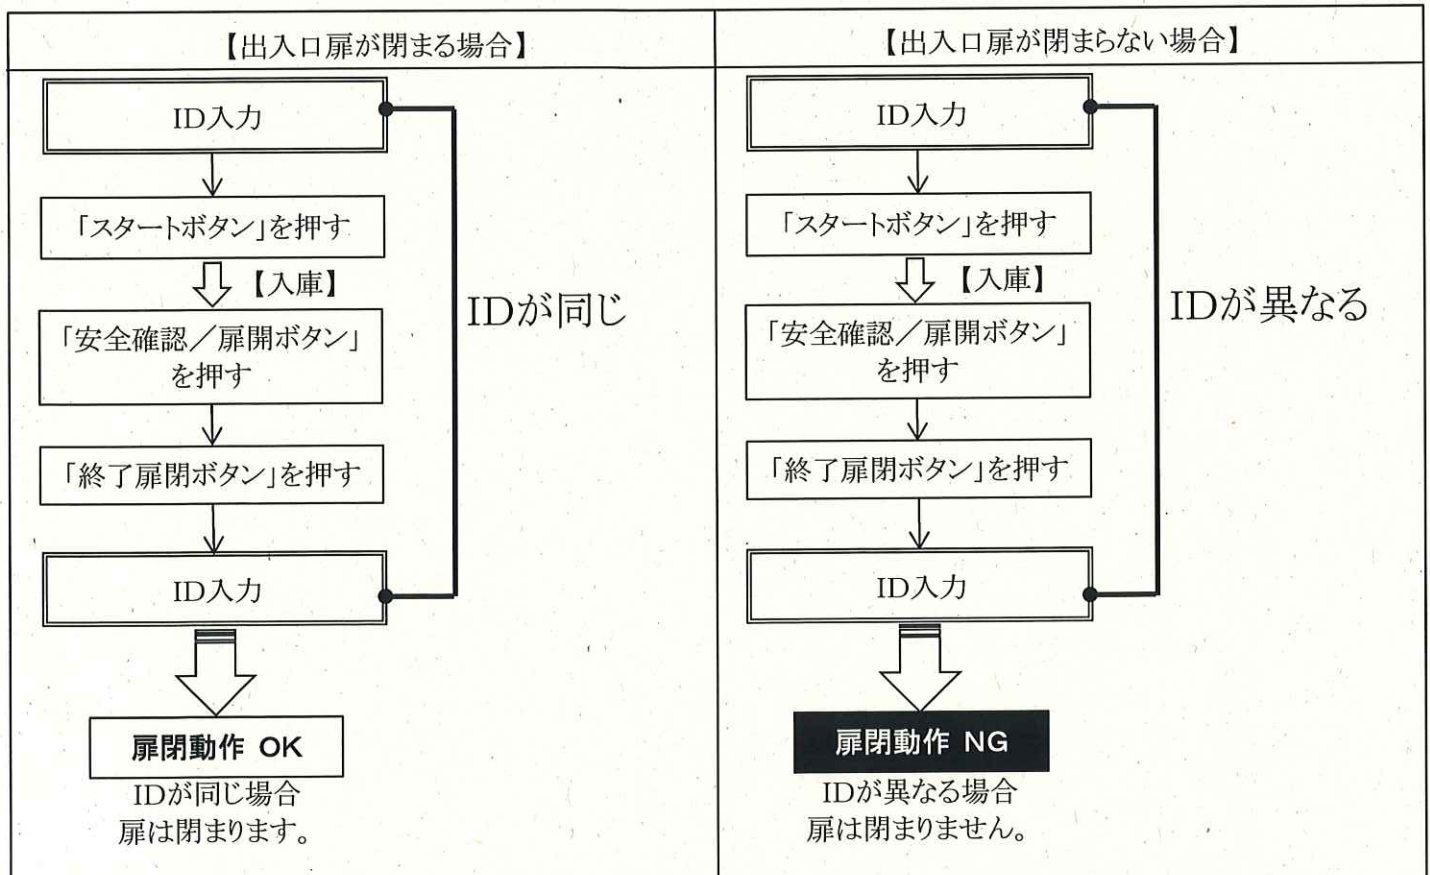 【出入口扉が閉まる場合】
ID入力
「スタートボタン」を押す
【入庫】
「安全確認／扉開ボタン」
を押す
「終了扉閉ボタン」を押す
ID入力
IDが同じ
扉閉動作 OK
IDが同じ場合
扉は閉まります。
【出入口扉が閉まらない場合】
ID入力
「スタートボタン」を押す
【入庫】
「安全確認／扉開ボタン」
を押す
「終了扉閉ボタン」を押す
ID入力
IDが異なる
扉閉動作 NG
IDが異なる場合
扉は閉まりません。